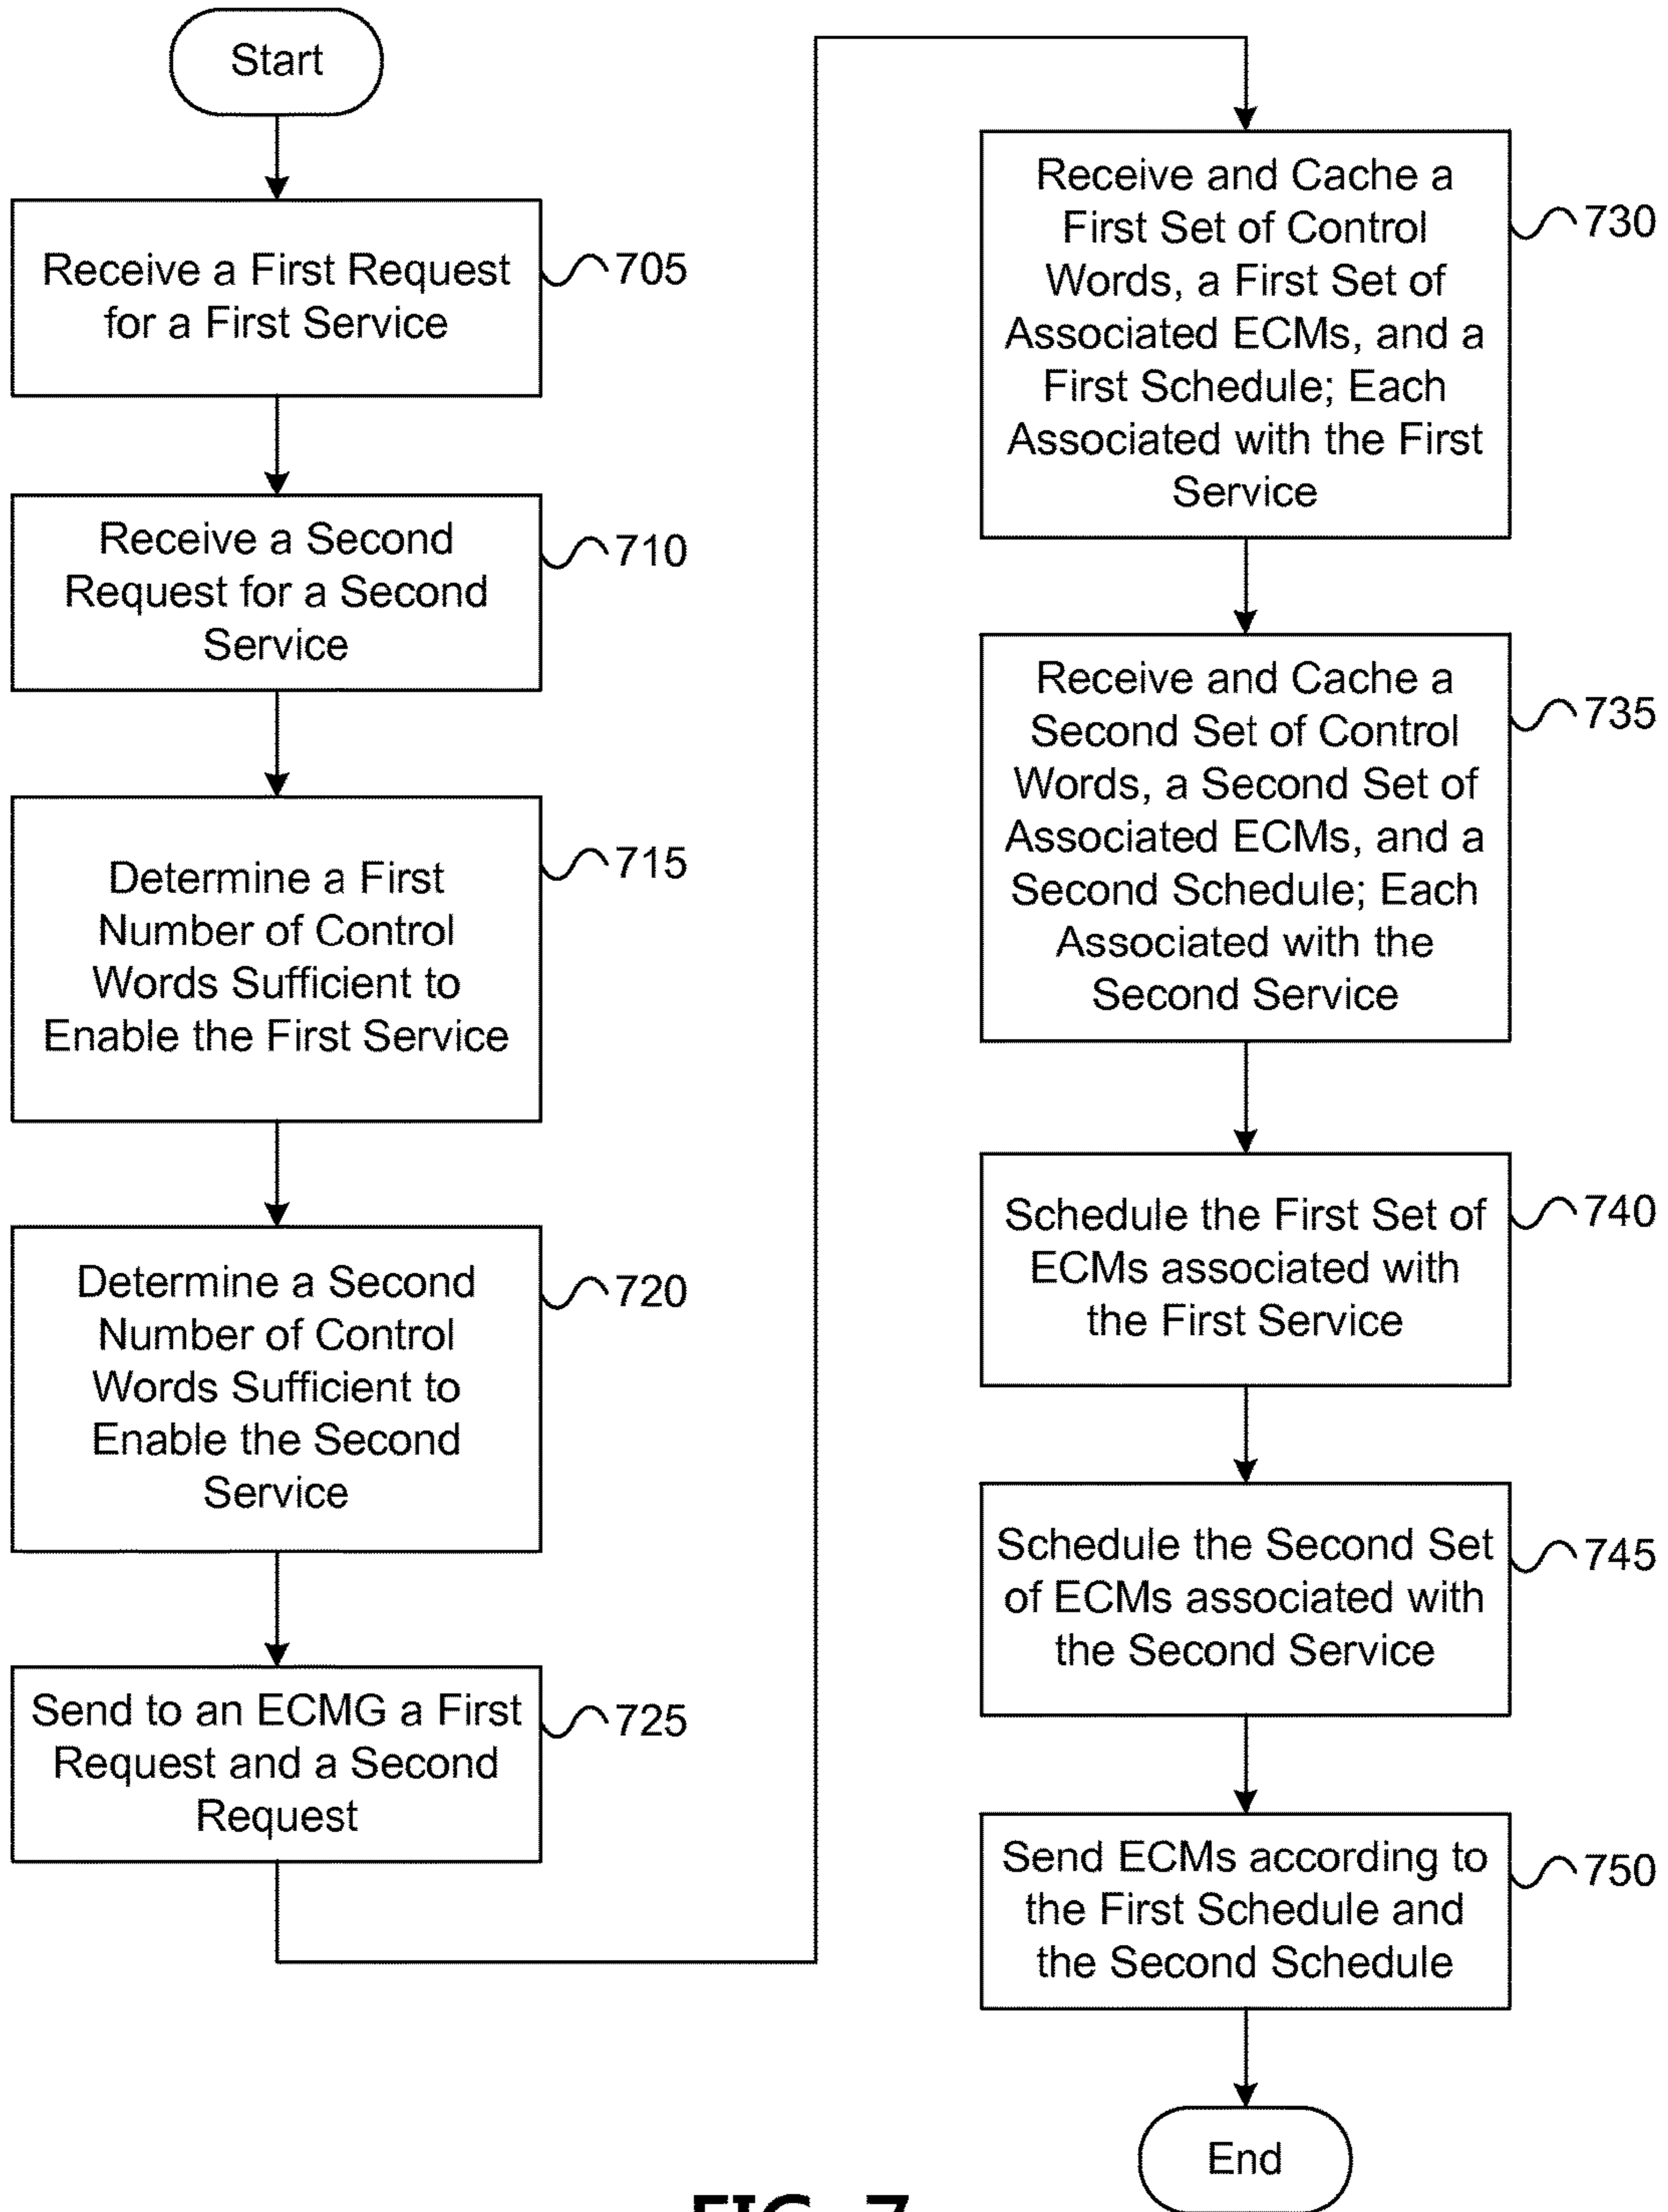 Start
Receive a First Request
for a First Service
705
Receive a Second
Request for a Second
Service
710
Determine a First
Number of Control
Words Sufficient to
Enable the First Service
715
Determine a Second
Number of Control
Words Sufficient to
Enable the Second
Service
720
Send to an ECMG a First
Request and a Second
Request
725
Receive and Cache a
First Set of Control
Words, a First Set of
Associated ECMs, and a
First Schedule; Each
Associated with the First
Service
730
Receive and Cache a
Second Set of Control
Words, a Second Set of
Associated ECMs, and a
Second Schedule; Each
Associated with the
Second Service
735
Schedule the First Set of
ECMs associated with
the First Service
740
Schedule the Second Set
of ECMs associated with
the Second Service
745
Send ECMs according to
the First Schedule and
the Second Schedule
750
End
FIG. 7